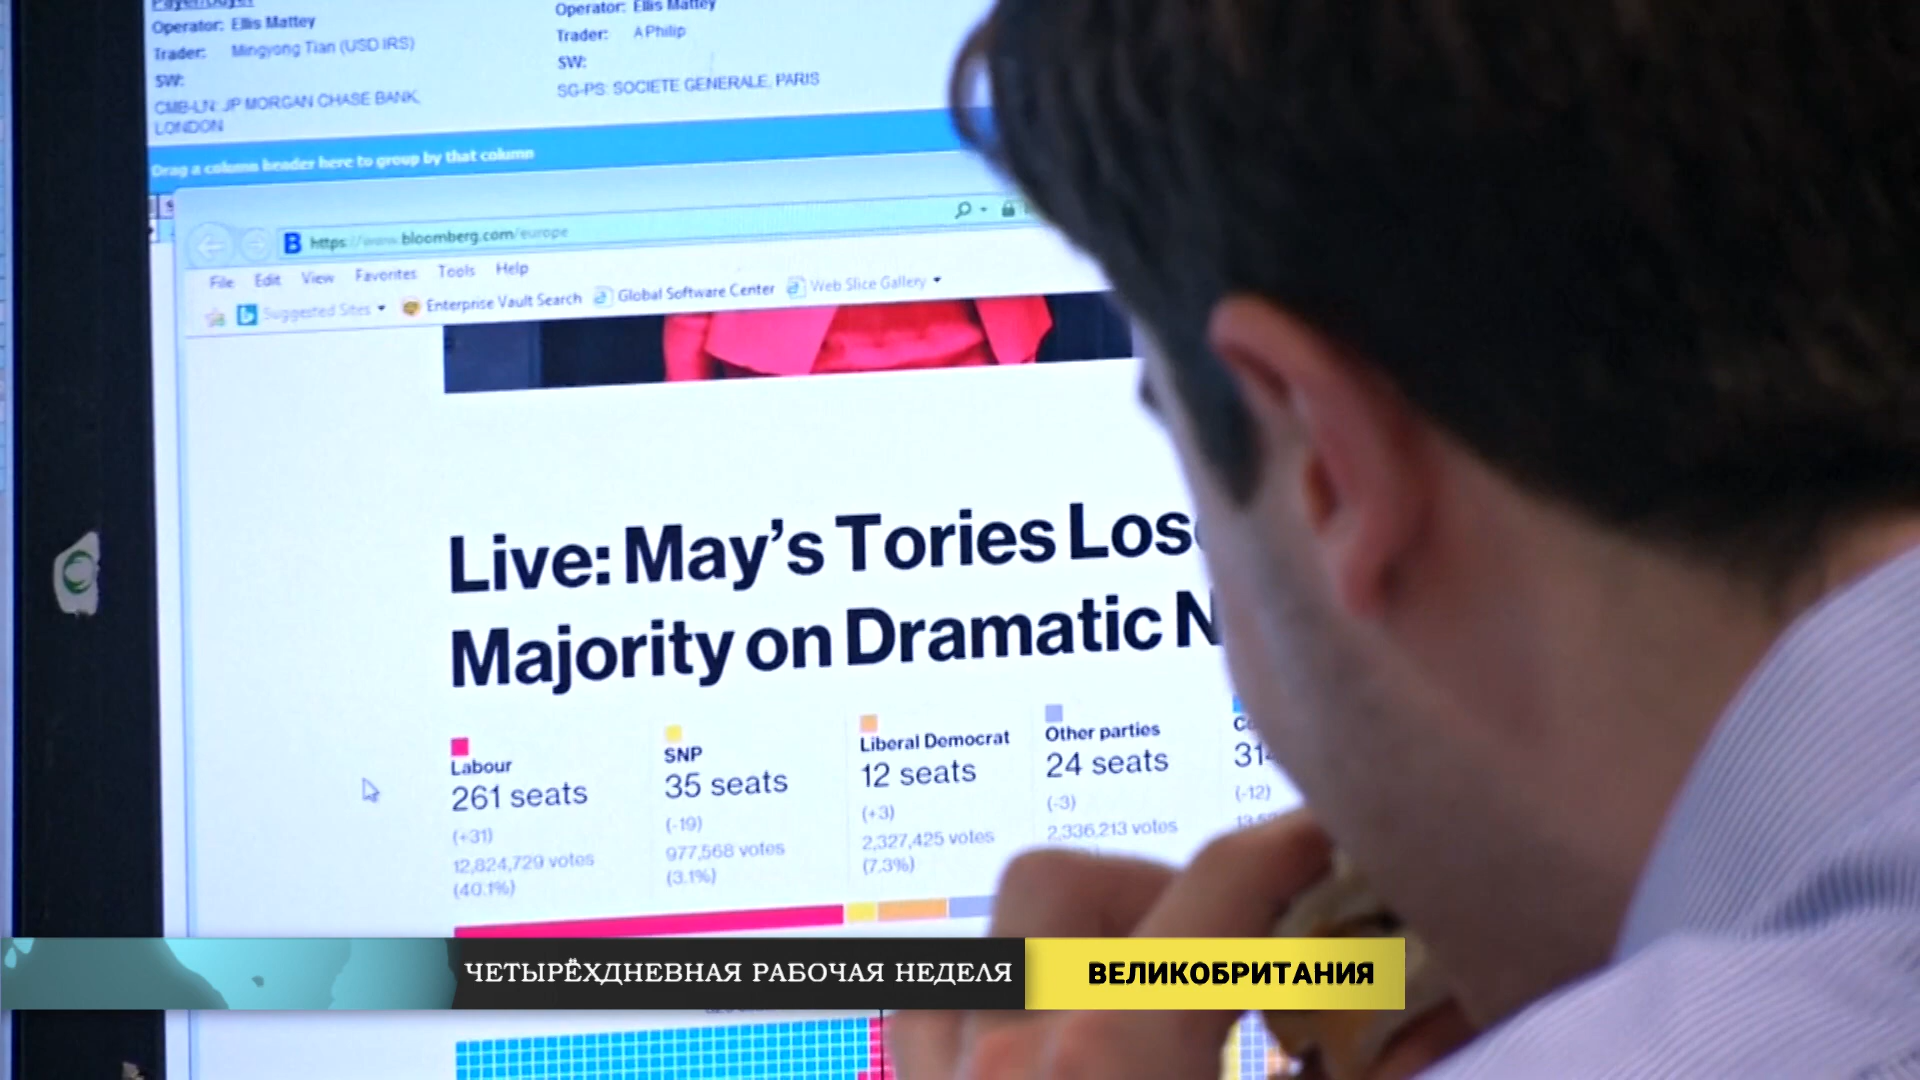 Payer/Buyer
Operator: Ellis Mattey
Trader: Mingyong Tian (USD IRS)
SW:
CMB-LN: JP MORGAN CHASE BANK,
LONDON
Operator: Ellis Mattey
Trader: A Philip
SW:
SG-PS: SOCIETE GENERALE, PARIS
Drag a column header here to group by that column
https://www.bloomberg.com/europe
File Edit View Favorites Tools Help
Suggested Sites Enterprise Vault Search Global Software Center Web Slice Gallery
Live: May's Tories Lose
Majority on Dramatic N
Labour
261 seats
(+31)
12,824,729 votes
(40.1%)
SNP
35 seats
(-19)
977,568 votes
(3.1%)
Liberal Democrat
12 seats
(+3)
2,327,425 votes
(7.3%)
Other parties
24 seats
(-3)
2,336,213 votes
314
(-12)
ЧЕТЫРЁХДНЕВНАЯ РАБОЧАЯ НЕДЕЛЯ
ВЕЛИКОБРИТАНИЯ